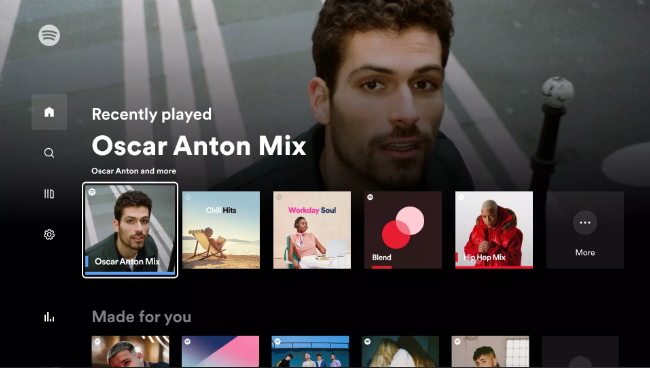 Recently played
Oscar Anton Mix
Oscar Anton and more
Oscar Anton Mix
Chill Hits
Workday Soul
Blend
Hip Hop Mix
More
Made for you